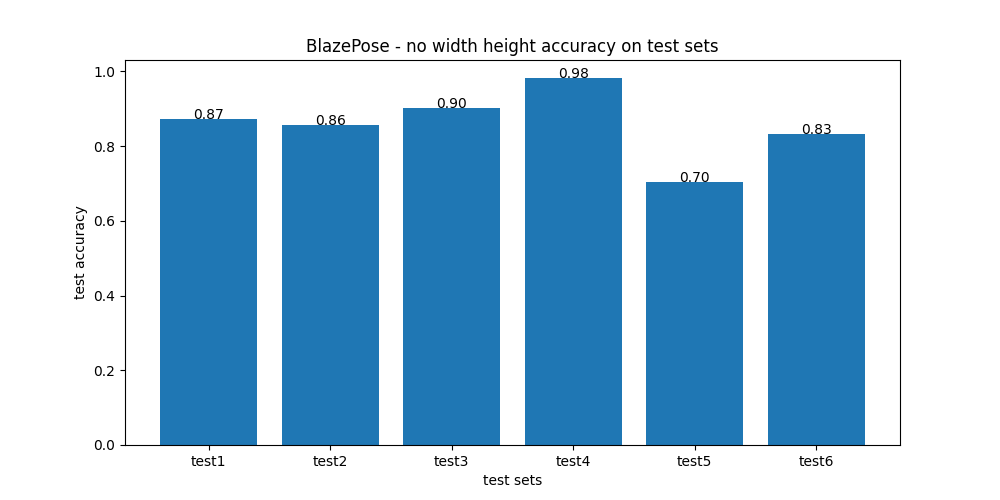 BlazePose - no width height accuracy on test sets
1.0
0.8
0.6
0.4
0.2
0.0
test accuracy
0.87
0.86
0.90
0.98
0.70
0.83
test1
test2
test3
test4
test5
test6
test sets